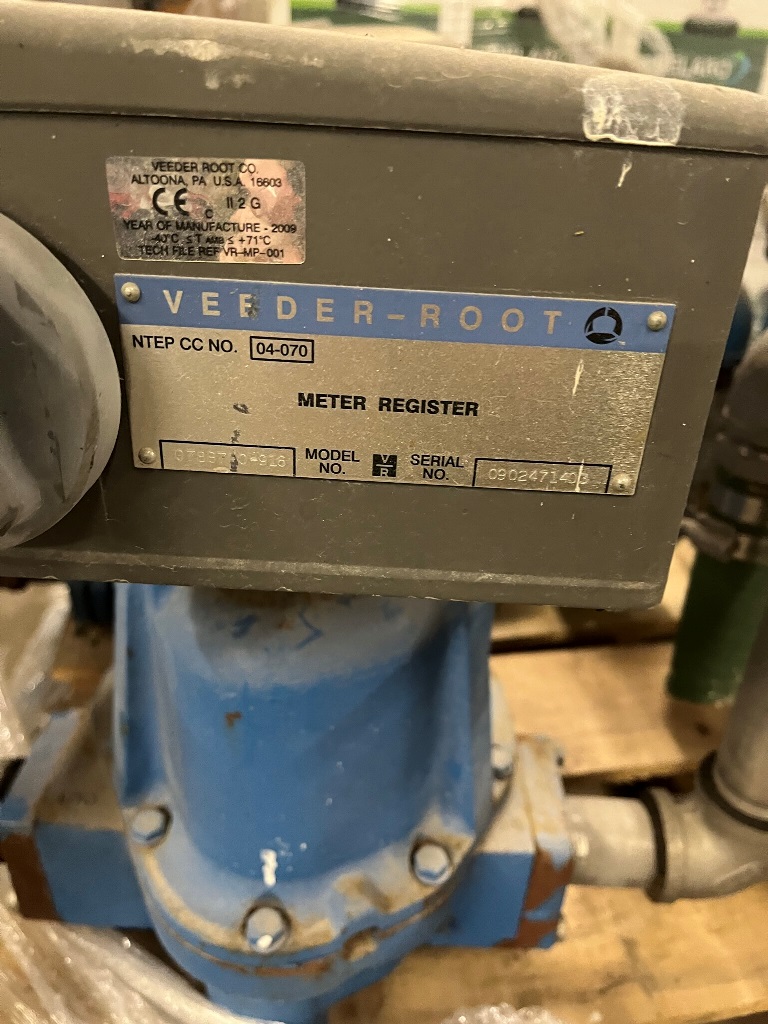 VEEDER ROOT CO.
ALTOONA, PA U.S.A. 16603
CE C II 2 G
YEAR OF MANUFACTURE - 2009
-40°C ≤ T AMB ≤ +71°C
TECH FILE REF VR-MP-001
VEEDER-ROOT
NTEP CC NO. 04-070
METER REGISTER
MODEL NO. V/R SERIAL NO. 0902471403